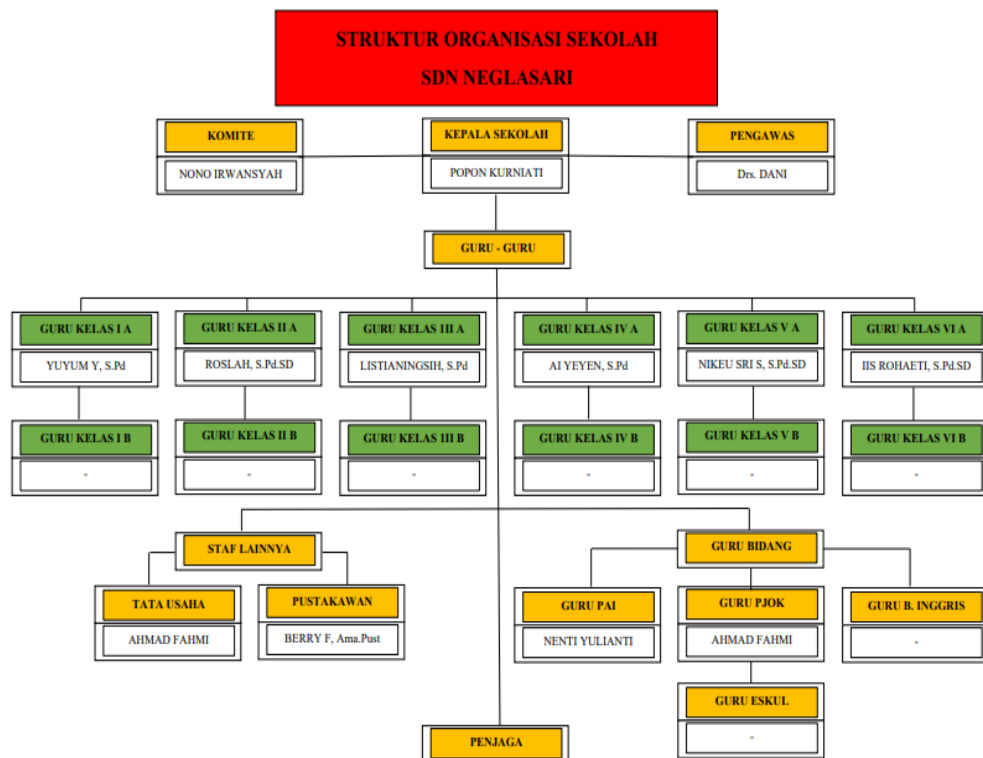 STRUKTUR ORGANISASI SEKOLAH
SDN NEGLASARI
KOMITE
NONO IRWANSYAH
KEPALA SEKOLAH
POPON KURNIATI
PENGAWAS
Drs. DANI
GURU - GURU
GURU KELAS I A
YUYUM Y, S.Pd
GURU KELAS II A
ROSLAH, S.Pd.SD
GURU KELAS 1II A
LISTIANINGSIH, S.Pd
GURU KELAS IV A
AI YEYEN, S.Pd
GURU KELAS V A
NIKEU SRI S, S.Pd.SD
GURU KELAS VI A
IIS ROHAETI, S.Pd.SD
GURU KELAS I B
-
GURU KELAS II B
-
GURU KELAS 1II B
-
GURU KELAS IV B
-
GURU KELAS V B
-
GURU KELAS VI B
-
STAF LAINNYA
TATA USAHA
AHMAD FAHMI
PUSTAKAWAN
BERRY F, Ama.Pust
GURU BIDANG
GURU PAI
NENTI YULIANTI
GURU PJOK
AHMAD FAHMI
GURU B. INGGRIS
-
GURU ESKUL
-
PENJAGA